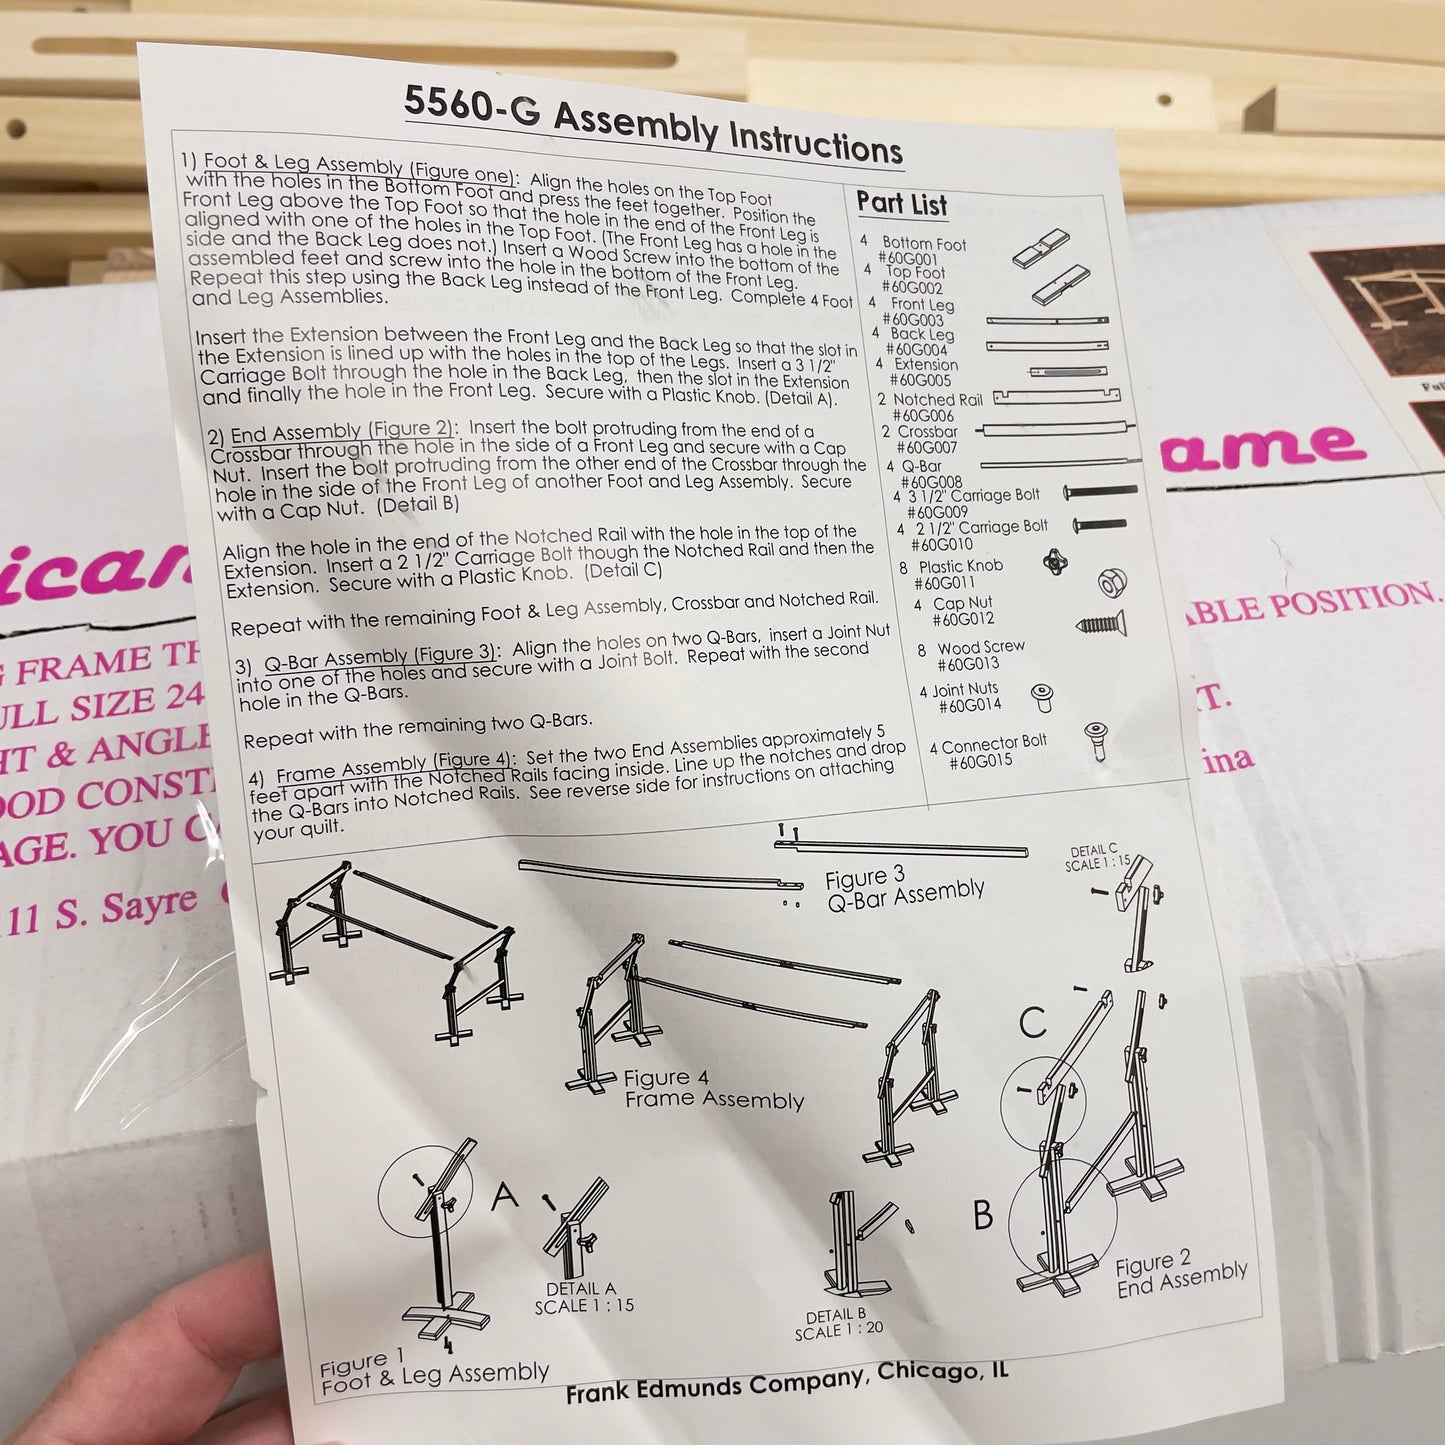 5560-G Assembly Instructions
1) Foot & Leg Assembly (Figure one): Align the holes on the Top Foot
with the holes in the Bottom Foot and press the feet together. Position the
Front Leg above the Top Foot so that the hole in the end of the Front Leg is
aligned with one of the holes in the Top Foot. (The Front Leg has a hole in the
side and the Back Leg does not.) Insert a Wood Screw into the bottom of the
assembled feet and screw into the hole in the bottom of the Front Leg.
Repeat this step using the Back Leg instead of the Front Leg. Complete 4 Foot
and Leg Assemblies.
Insert the Extension between the Front Leg and the Back Leg so that the slot in
the Extension is lined up with the holes in the top of the Legs. Insert a 3 1/2"
Carriage Bolt through the hole in the Back Leg, then the slot in the Extension
and finally the hole in the Front Leg. Secure with a Plastic Knob. (Detail A).
2) End Assembly (Figure 2): Insert the bolt protruding from the end of a
Crossbar through the hole in the side of a Front Leg and secure with a Cap
Nut. Insert the bolt protruding from the other end of the Crossbar through the
hole in the side of the Front Leg of another Foot and Leg Assembly. Secure
with a Cap Nut. (Detail B)
Align the hole in the end of the Notched Rail with the hole in the top of the
Extension. Insert a 2 1/2" Carriage Bolt though the Notched Rail and then the
Extension. Secure with a Plastic Knob. (Detail C)
Repeat with the remaining Foot & Leg Assembly, Crossbar and Notched Rail.
3) Q-Bar Assembly (Figure 3): Align the holes on two Q-Bars, insert a Joint Nut
into one of the holes and secure with a Joint Bolt. Repeat with the second
hole in the Q-Bars.
Repeat with the remaining two Q-Bars.
4) Frame Assembly (Figure 4): Set the two End Assemblies approximately 5
feet apart with the Notched Rails facing inside. Line up the notches and drop
the Q-Bars into Notched Rails. See reverse side for instructions on attaching
your quilt.
Part List
4 Bottom Foot
#60G001
4 Top Foot
#60G002
4 Front Leg
#60G003
4 Back Leg
#60G004
4 Extension
#60G005
2 Notched Rail
#60G006
2 Crossbar
#60G007
4 Q-Bar
#60G008
4 3 1/2" Carriage Bolt
#60G009
4 2 1/2" Carriage Bolt
#60G010
8 Plastic Knob
#60G011
4 Cap Nut
#60G012
8 Wood Screw
#60G013
4 Joint Nuts
#60G014
4 Connector Bolt
#60G015
Figure 3
Q-Bar Assembly
DETAIL C
SCALE 1 : 15
Figure 4
Frame Assembly
C
B
Figure 2
End Assembly
A
DETAIL A
SCALE 1 : 15
DETAIL B
SCALE 1 : 20
Figure 1
Foot & Leg Assembly
Frank Edmunds Company, Chicago, IL
ican
ame
FRAME TH
ULL SIZE 24
HT & ANGLE
OOD CONST
AGE. YOU C
11 S. Sayre
ABLE POSITION.
T.
ina